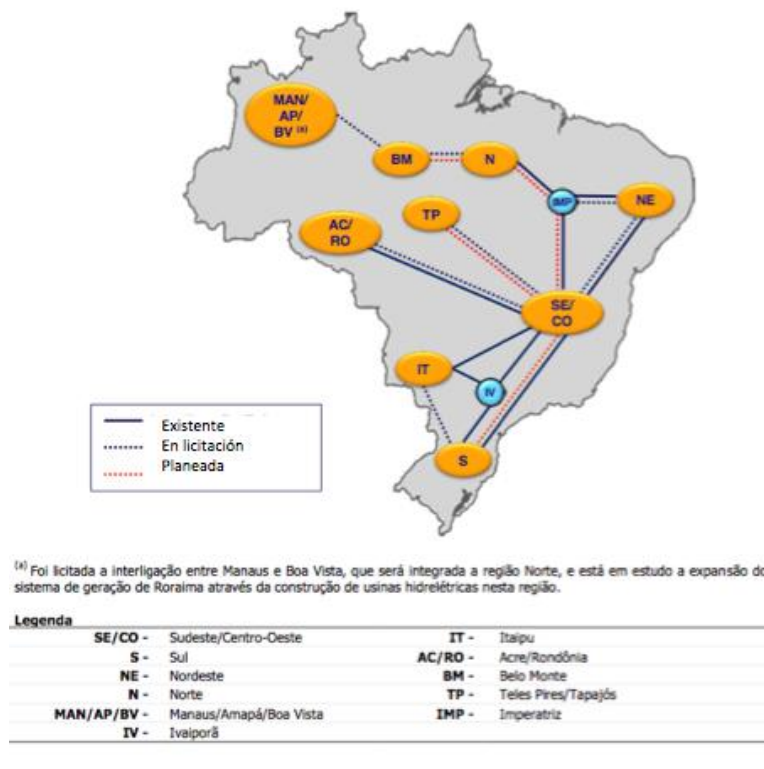 MAN/
AP/
BV (a)
BM
N
IMP
NE
TP
AC/
RO
SE/
CO
IT
IV
S
Existente
En licitación
Planeada
(a) Foi licitada a interligação entre Manaus e Boa Vista, que será integrada a região Norte, e está em estudo a expansão do
sistema de geração de Roraima através da construção de usinas hidrelétricas nesta região.
Legenda
SE/CO - Sudeste/Centro-Oeste IT - Itaipu
S - Sul AC/RO - Acre/Rondônia
NE - Nordeste BM - Belo Monte
N - Norte TP - Teles Pires/Tapajós
MAN/AP/BV - Manaus/Amapá/Boa Vista IMP - Imperatriz
IV - Ivaiporã